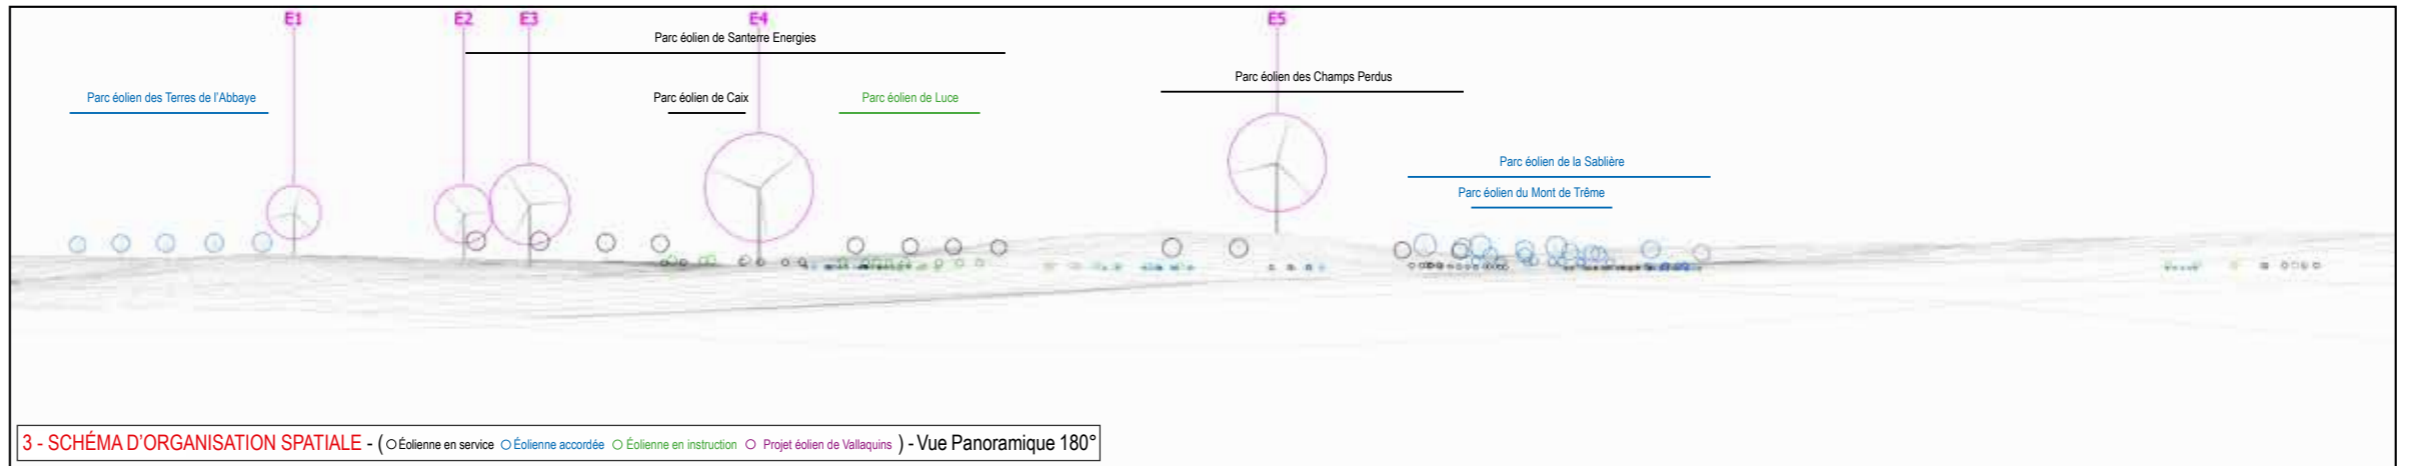 E1
E2
E3
E4
E5
Parc éolien de Santerre Energies
Parc éolien des Champs Perdus
Parc éolien des Terres de l'Abbaye
Parc éolien de Caix
Parc éolien de Luce
Parc éolien de la Sablière
Parc éolien du Mont de Trême
3 - SCHÉMA D'ORGANISATION SPATIALE - ( Éolienne en service Éolienne accordée Éolienne en instruction Projet éolien de Vallaquins ) - Vue Panoramique 180°